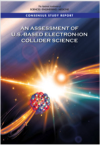 CONSENSUS STUDY REPORT
AN ASSESSMENT OF
U.S.-BASED ELECTRON-ION
COLLIDER SCIENCE